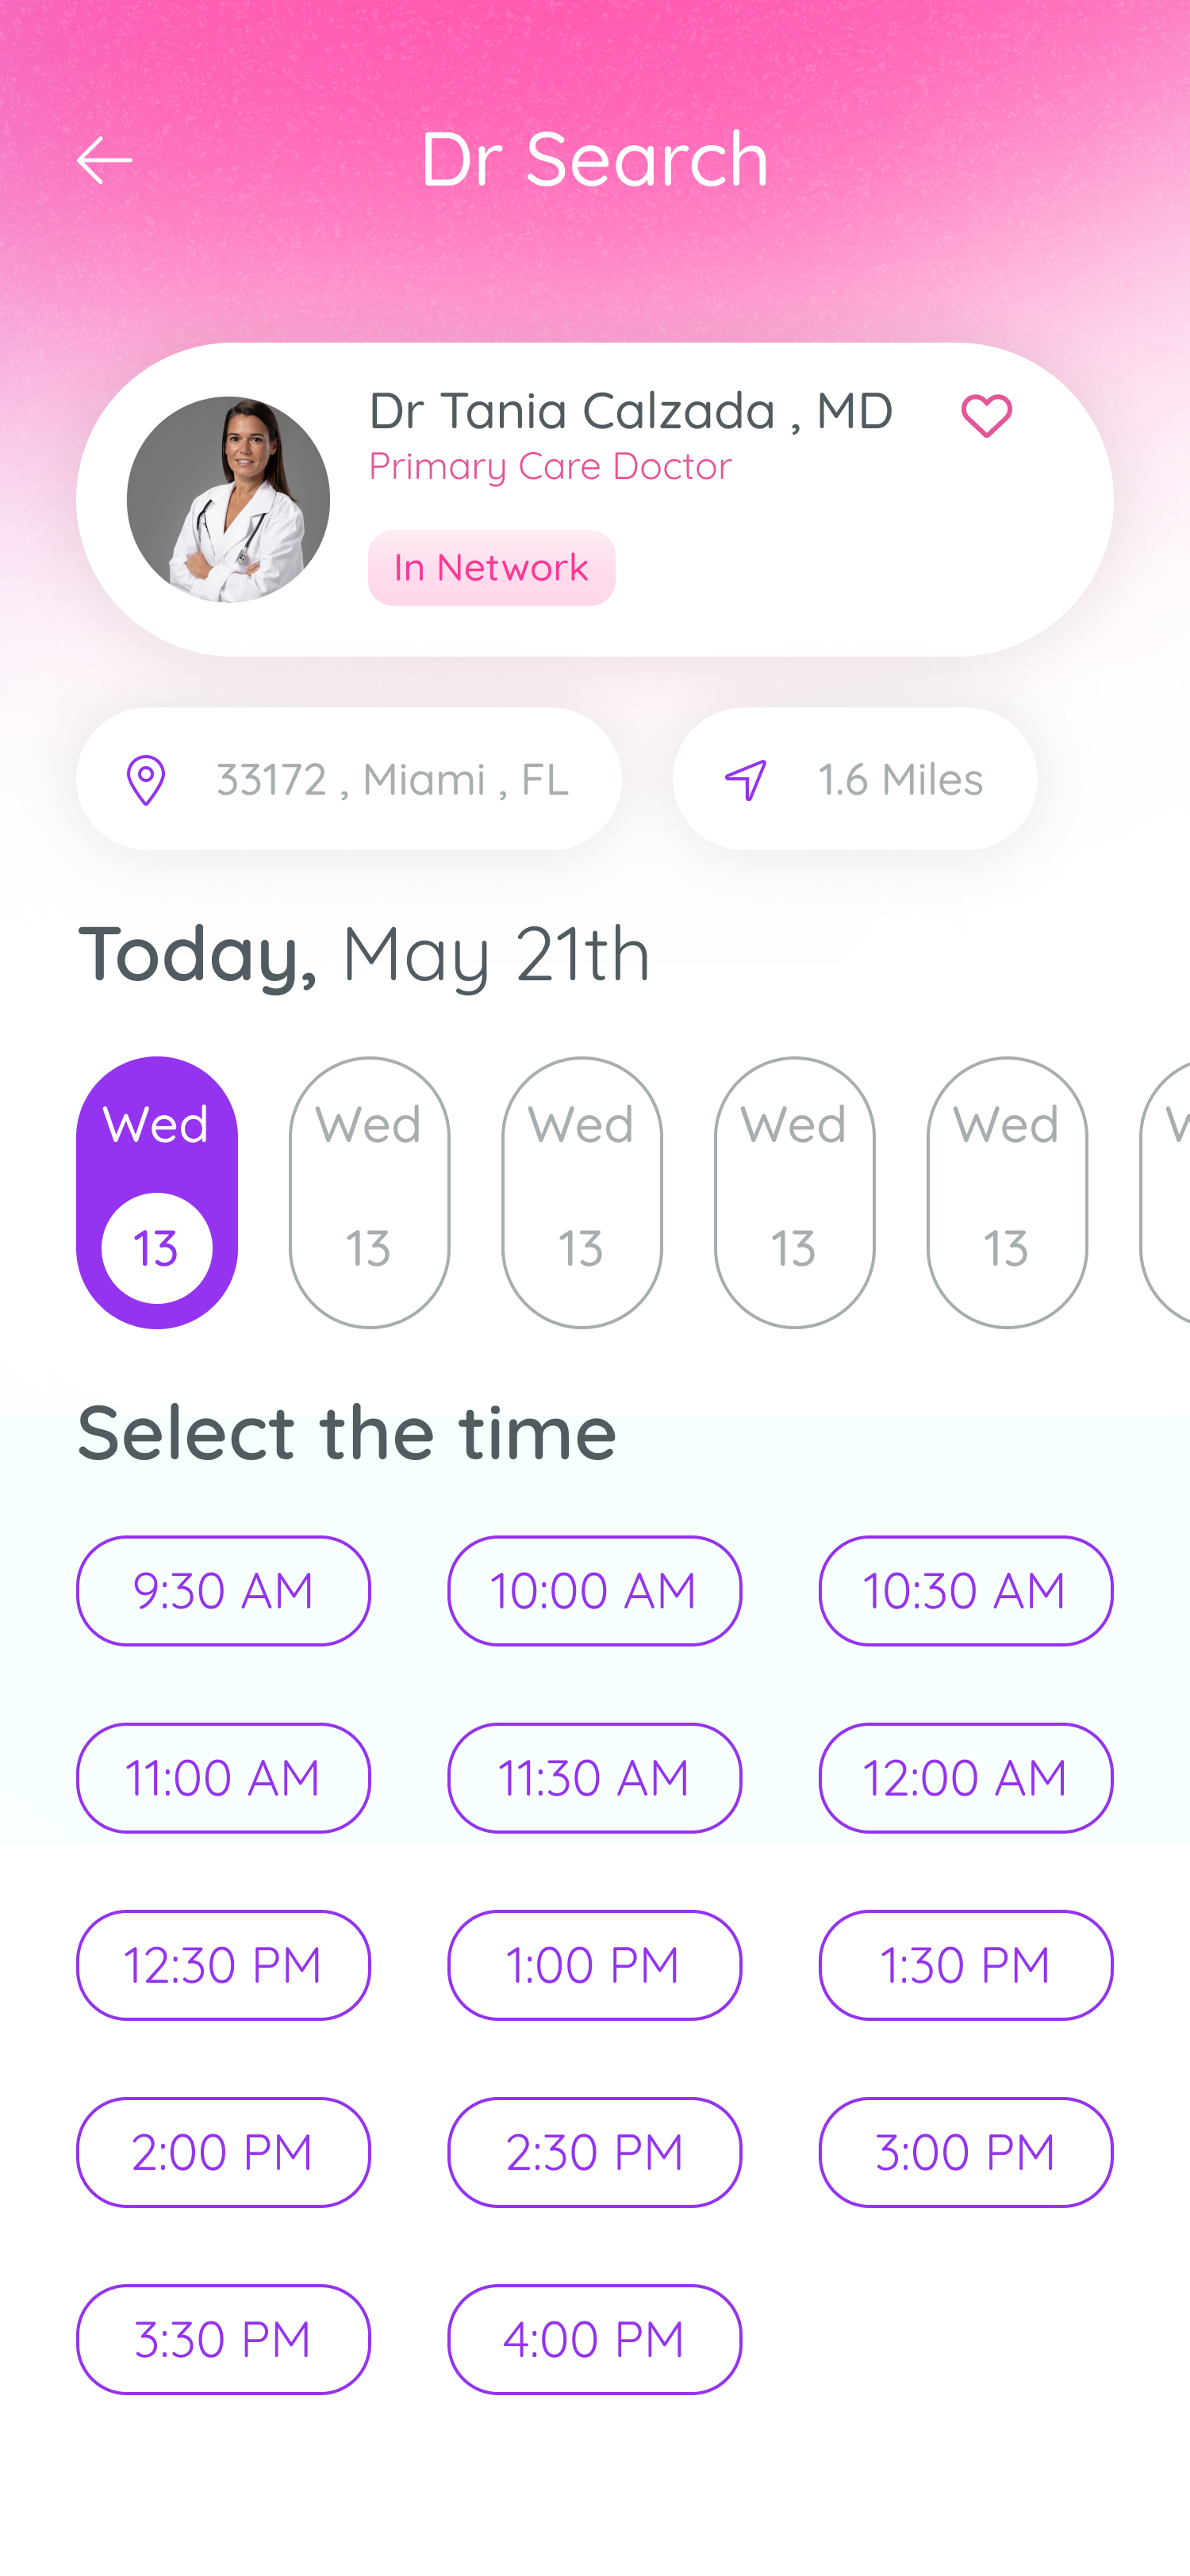 Dr Search
Dr Tania Calzada , MD
Primary Care Doctor
In Network
33172 , Miami , FL
1.6 Miles
Today, May 21th
Wed Wed Wed Wed Wed
13 13 13 13 13
Select the time
9:30 AM 10:00 AM 10:30 AM
11:00 AM 11:30 AM 12:00 AM
12:30 PM 1:00 PM 1:30 PM
2:00 PM 2:30 PM 3:00 PM
3:30 PM 4:00 PM